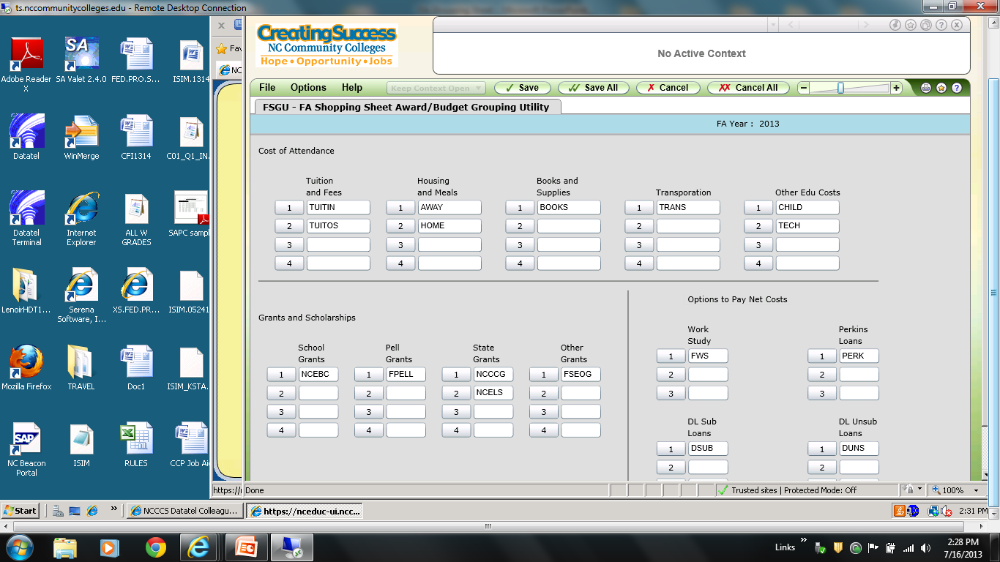 ts.nccommunitycolleges.edu - Remote Desktop Connection
Adobe Reader X
SA Valet 2.4.0
FED.PRO.S...
ISIM.1314
Datatel
WinMerge
CFI1314
C01_Q1_IN.
Datatel Terminal
Internet Explorer
ALL W GRADES
SAPC samp
LenoirHDT1...
Serena Software, I...
XS.FED.PR...
ISIM.05241
Mozilla Firefox
TRAVEL
Doc1
ISIM_KSTA.
NC Beacon Portal
ISIM
RULES
CCP Job Aid
Fav
NC
CreatingSuccess
NC Community Colleges
Hope • Opportunity • Jobs
No Active Context
File Options Help Keep Context Open Save Save All Cancel Cancel All
FSGU - FA Shopping Sheet Award/Budget Grouping Utility
FA Year : 2013
Cost of Attendance
Tuition and Fees
1 TUITIN
2 TUITOS
3
4
Housing and Meals
1 AWAY
2 HOME
3
4
Books and Supplies
1 BOOKS
2
3
4
Transporation
1 TRANS
2
3
4
Other Edu Costs
1 CHILD
2 TECH
3
4
Grants and Scholarships
School Grants
1 NCEBC
2
3
4
Pell Grants
1 FPELL
2
3
4
State Grants
1 NCCCG
2 NCELS
3
4
Other Grants
1 FSEOG
2
3
4
Options to Pay Net Costs
Work Study
1 FWS
2
3
Perkins Loans
1 PERK
2
3
DL Sub Loans
1 DSUB
2
DL Unsub Loans
1 DUNS
2
https://
Done
Trusted sites | Protected Mode: Off
100%
Start
NCCCS Datatel Colleagu...
https://nceduc-ui.ncc...
2:31 PM
Links
2:28 PM
7/16/2013